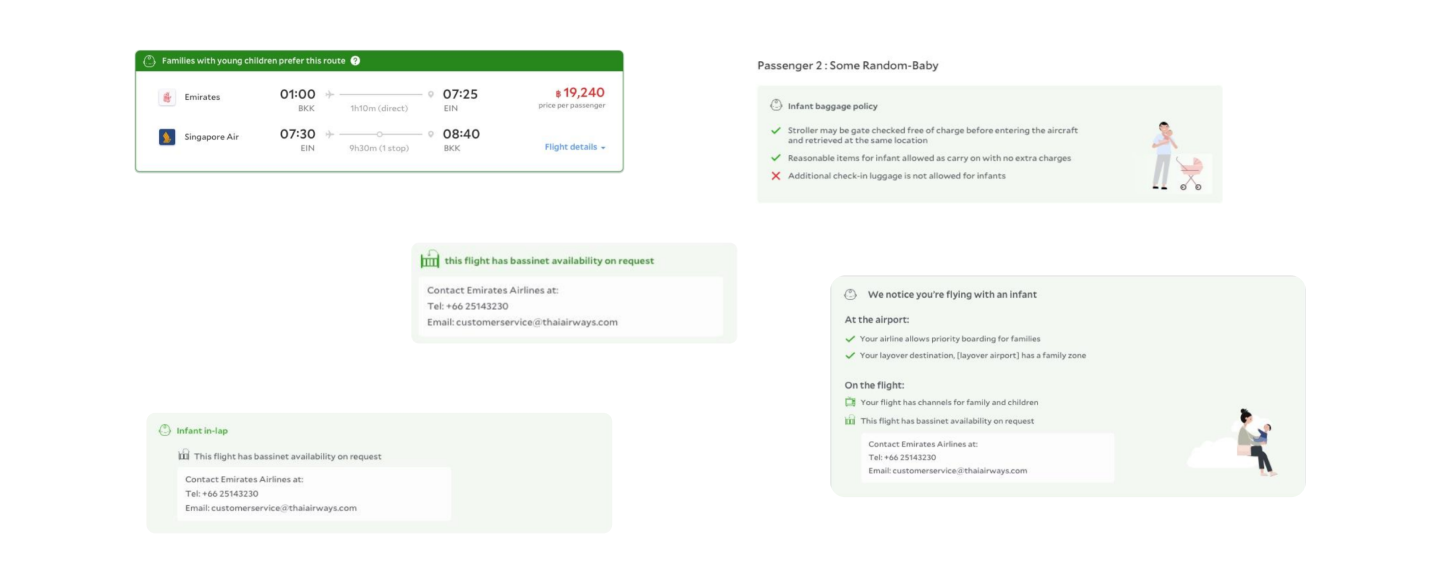 Families with young children prefer this route ?
Emirates 01:00 07:25 ฿ 19,240
BKK 1h10m (direct) EIN price per passenger
Singapore Air 07:30 08:40
EIN 9h30m (1 stop) BKK Flight details
Passenger 2 : Some Random-Baby
Infant baggage policy
Stroller may be gate checked free of charge before entering the aircraft
and retrieved at the same location
Reasonable items for infant allowed as carry on with no extra charges
Additional check-in luggage is not allowed for infants
this flight has bassinet availability on request
Contact Emirates Airlines at:
Tel: +66 25143230
Email: customerservice@thaiairways.com
We notice you're flying with an infant
At the airport:
Your airline allows priority boarding for families
Your layover destination, [layover airport] has a family zone
On the flight:
Your flight has channels for family and children
This flight has bassinet availability on request
Contact Emirates Airlines at:
Tel: +66 25143230
Email: customerservice@thaiairways.com
Infant in-lap
This flight has bassinet availability on request
Contact Emirates Airlines at:
Tel: +66 25143230
Email: customerservice@thaiairways.com